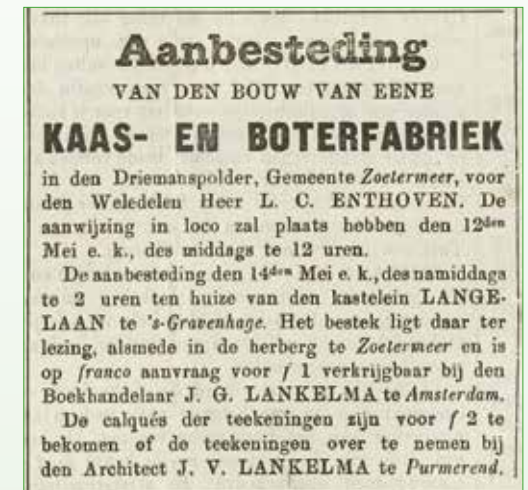 Aanbesteding
VAN DEN BOUW VAN EENE
KAAS- EN BOTERFABRIEK
in den Driemanspolder, Gemeente Zoetermeer, voor
den Weledelen Heer L. C. ENTHOVEN. De
aanwijzing in loco zal plaats hebben den 12den
Mei e. k., des middags te 12 uren.
De aanbesteding den 14den Mei e. k., des namiddags
te 2 uren ten huize van den kastelein LANGE-
LAAN te 's-Gravenhage. Het bestek ligt daar ter
lezing, alsmede in de herberg te Zoetermeer en is
op franco aanvraag voor f 1 verkrijgbaar bij den
Boekhandelaar J. G. LANKELMA te Amsterdam.
De calqués der teekeningen zijn voor f 2 te
bekomen of de teekeningen over te nemen bij
den Architect J. V. LANKELMA te Purmerend.